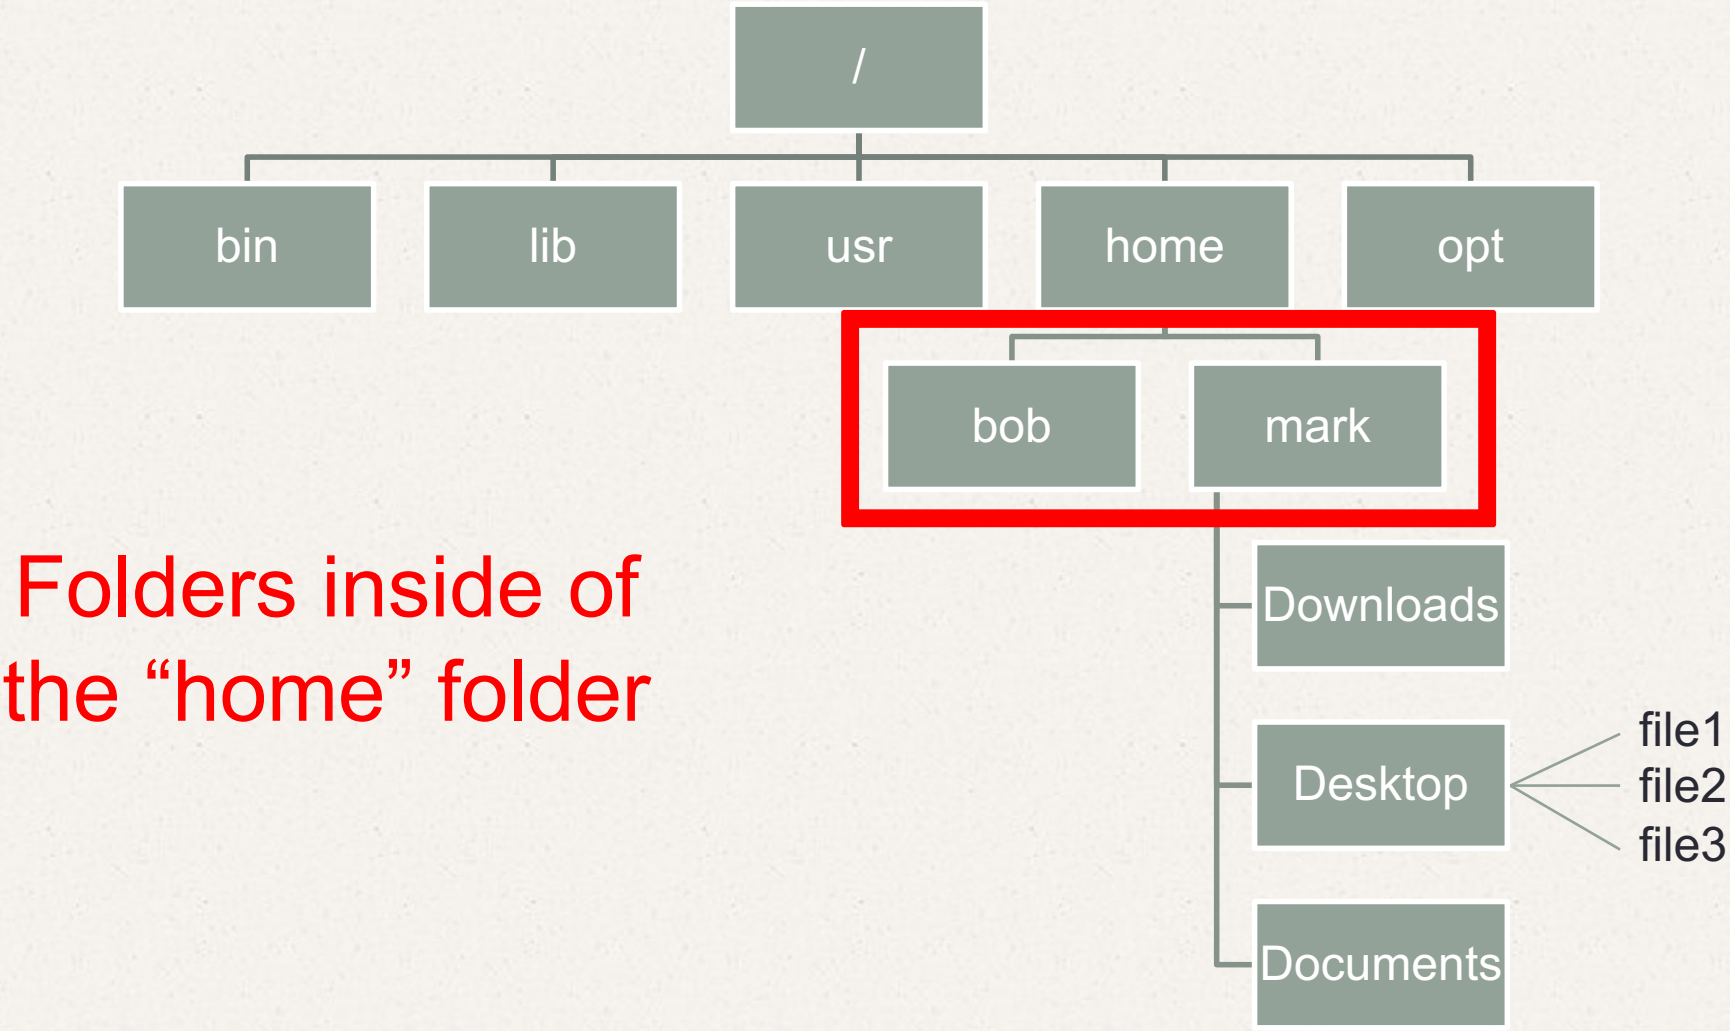 /
bin
lib
usr
home
opt
bob
mark
Folders inside of
the “home” folder
Downloads
Desktop
file1
file2
file3
Documents